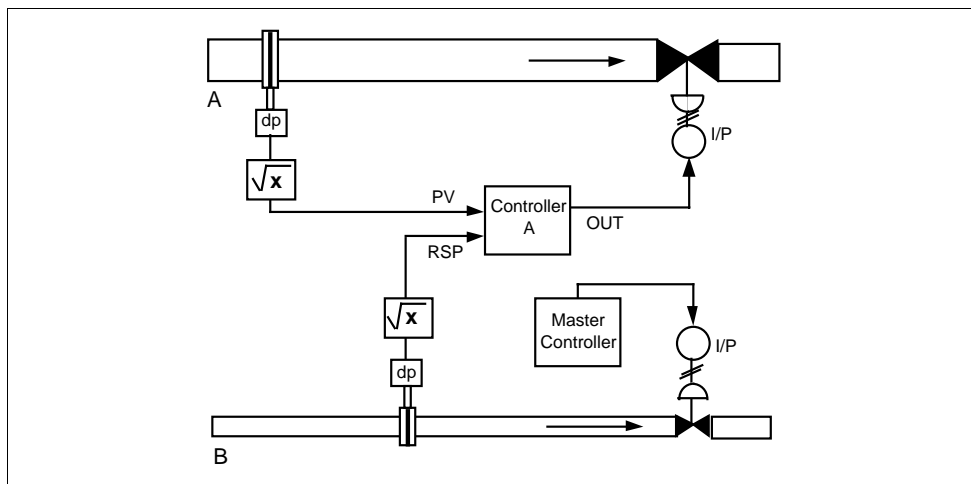 A
dp
√x
I/P
PV
Controller
A
OUT
RSP
√x
Master
Controller
I/P
dp
B